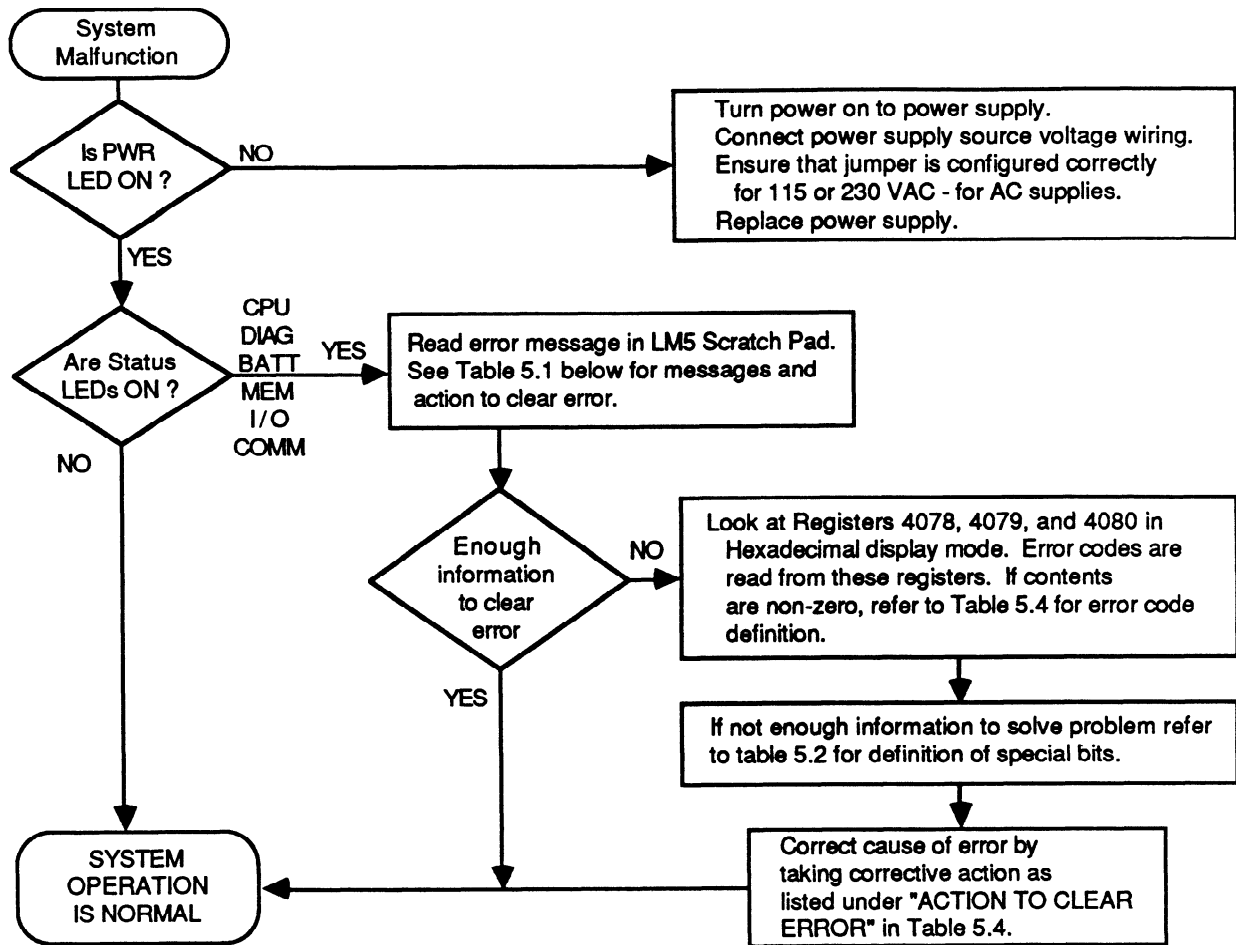 System
Malfunction
Is PWR
LED ON ?
NO
Turn power on to power supply.
Connect power supply source voltage wiring.
Ensure that jumper is configured correctly
for 115 or 230 VAC - for AC supplies.
Replace power supply.
YES
Are Status
LEDs ON ?
CPU
DIAG
BATT
MEM
I / O
COMM
YES
Read error message in LM5 Scratch Pad.
See Table 5.1 below for messages and
action to clear error.
NO
Enough
information
to clear
error
NO
Look at Registers 4078, 4079, and 4080 in
Hexadecimal display mode. Error codes are
read from these registers. If contents
are non-zero, refer to Table 5.4 for error code
definition.
YES
If not enough information to solve problem refer
to table 5.2 for definition of special bits.
Correct cause of error by
taking corrective action as
listed under "ACTION TO CLEAR
ERROR" in Table 5.4.
SYSTEM
OPERATION
IS NORMAL